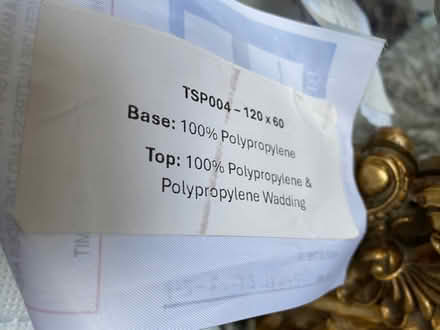 TSP004 – 120 x 60
Base: 100% Polypropylene
Top: 100% Polypropylene &
Polypropylene Wadding